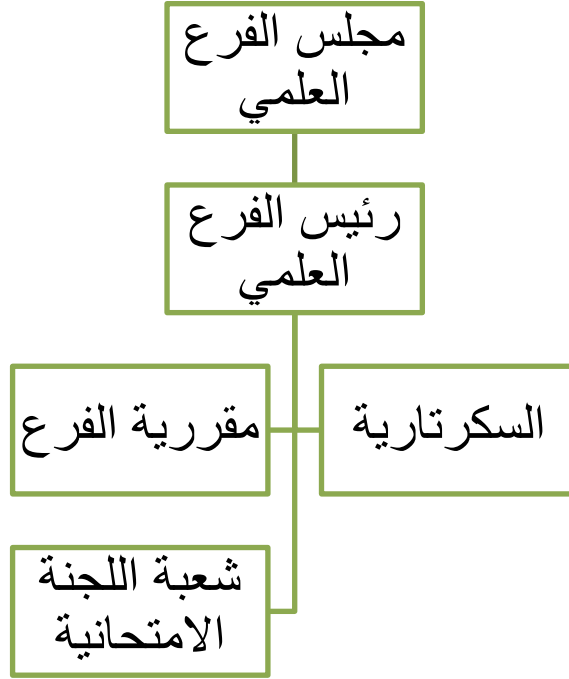 مجلس الفرع
العلمي
رئيس الفرع
العلمي
السكرتارية
مقررية الفرع
شعبة اللجنة
الامتحانية